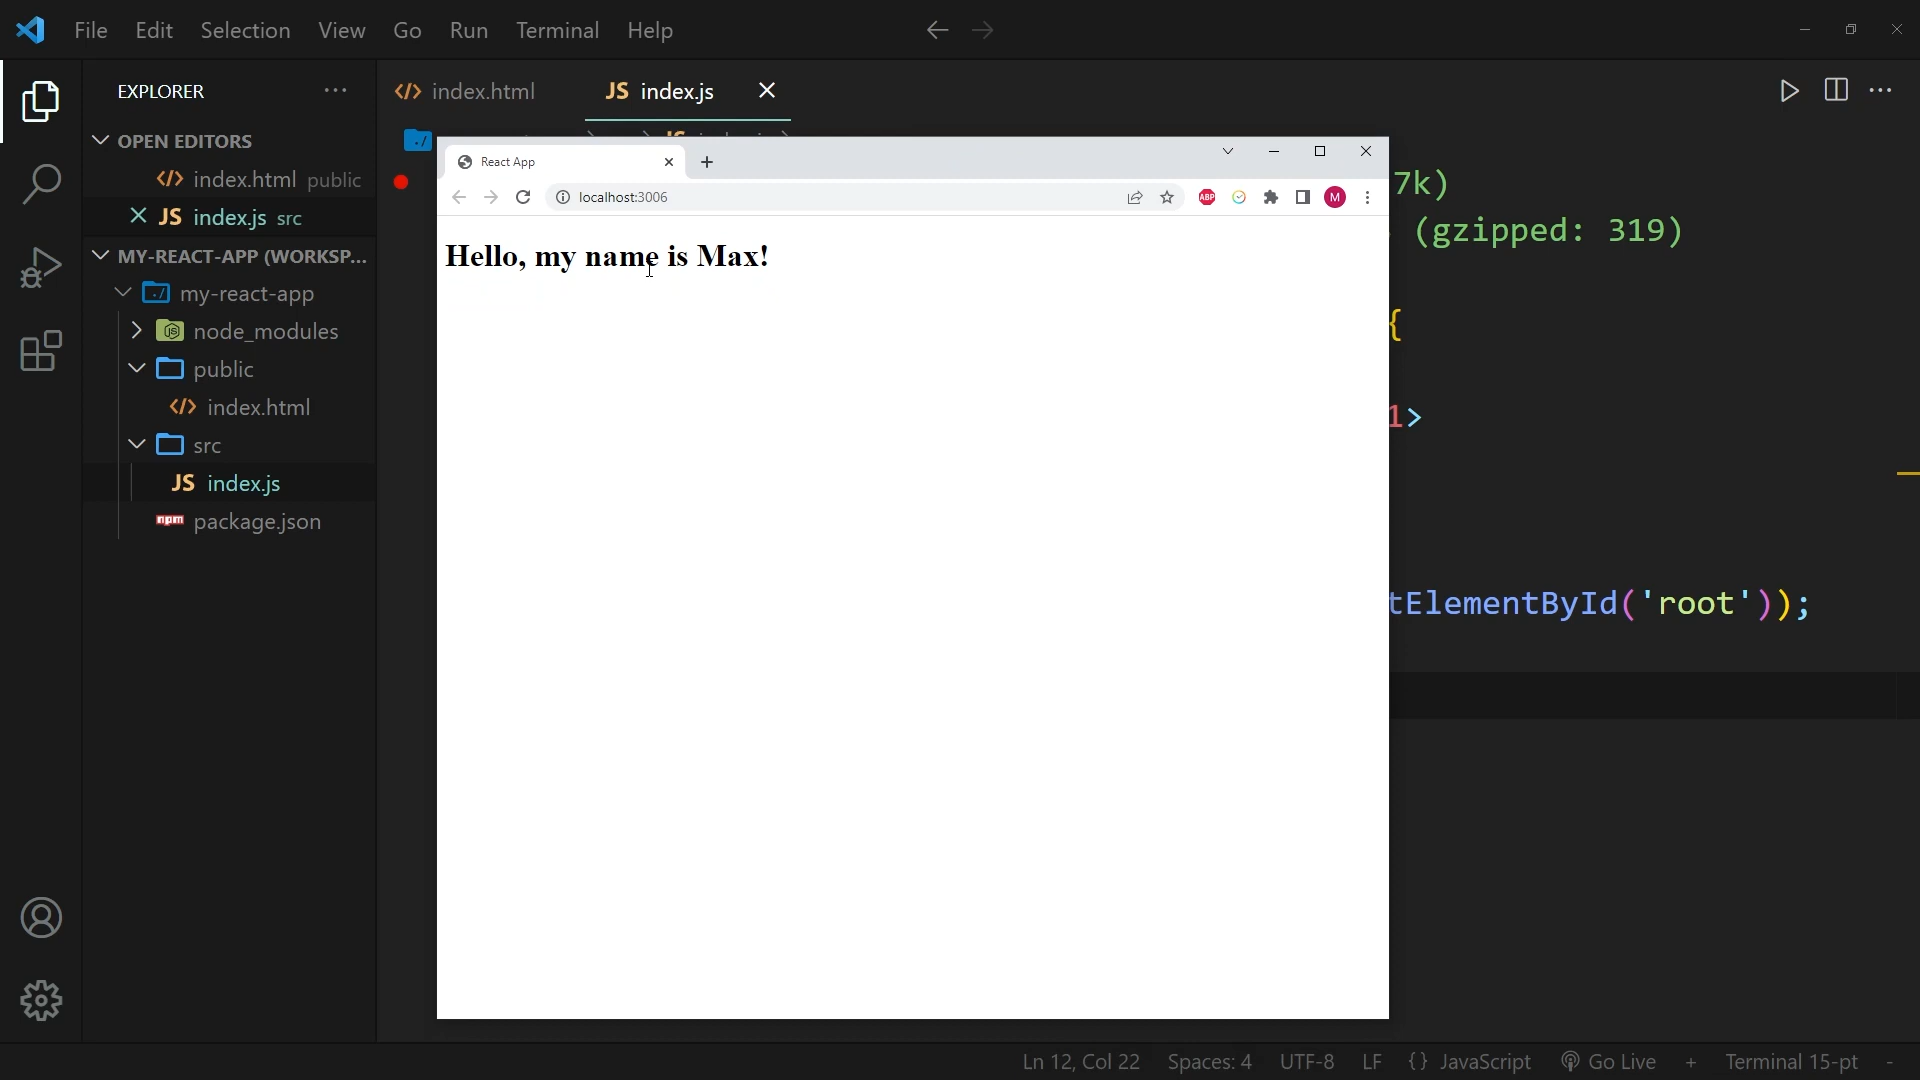 File Edit Selection View Go Run Terminal Help
EXPLORER
OPEN EDITORS
index.html public
JS index.js src
MY-REACT-APP (WORKSP...
my-react-app
node_modules
public
index.html
src
JS index.js
npm package.json
index.html
JS index.js
React App
localhost:3006
ABP
M
Hello, my name is Max!
7k)
(gzipped: 319)
{
1>
tElementById('root'));
Ln 12, Col 22 Spaces: 4 UTF-8 LF {} JavaScript Go Live + Terminal 15-pt -